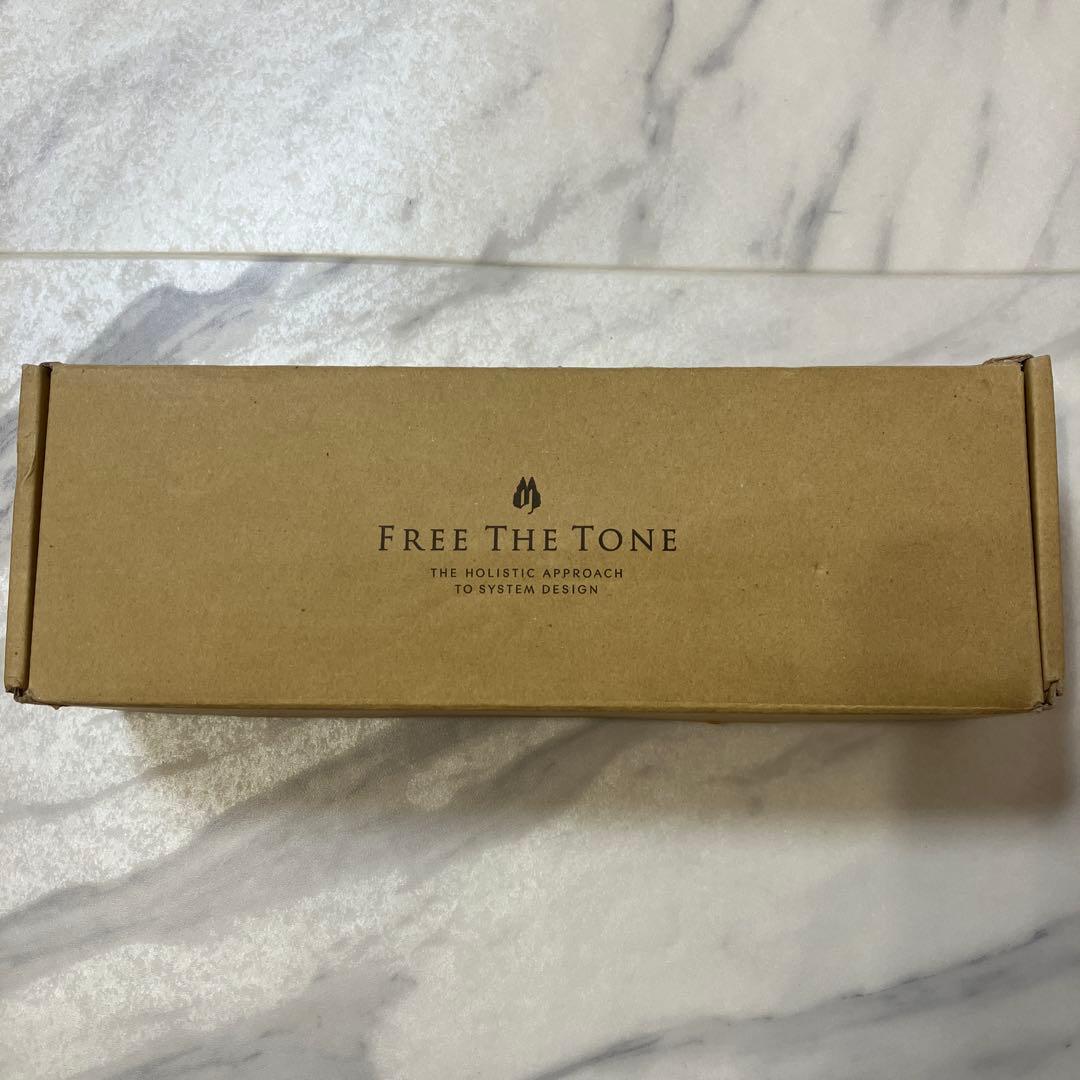 FREE THE TONE
THE HOLISTIC APPROACH
TO SYSTEM DESIGN